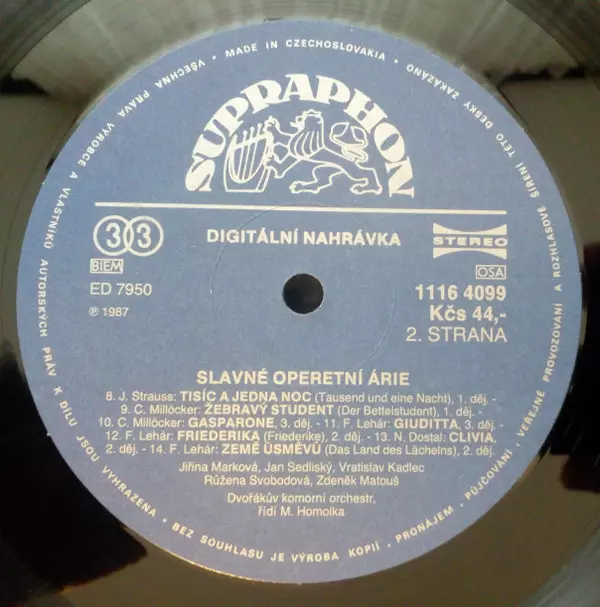 VŠECHNA PRÁVA VÝROBCE A VLASTNÍKŮ AUTORSKÝCH PRÁV K DÍLU JSOU VYHRAZENA • BEZ SOUHLASU JE VÝROBA KOPIÍ, PRONÁJEM, PŮJČOVÁNÍ, VEŘEJNÉ PROVOZOVÁNÍ A ROZHLASOVÉ ŠÍŘENÍ TÉTO DESKY ZAKÁZÁNO • MADE IN CZECHOSLOVAKIA •
SUPRAPHON
33
DIGITÁLNÍ NAHRÁVKA
STEREO
BIEM
OSA
ED 7950
1116 4099
℗ 1987
Kčs 44,-
2. STRANA
SLAVNÉ OPERETNÍ ÁRIE
8. J. Strauss: TISÍC A JEDNA NOC (Tausend und eine Nacht), 1. děj. -
9. C. Millöcker: ŽEBRAVÝ STUDENT (Der Bettelstudent), 1. děj. -
10. C. Millöcker: GASPARONE, 3. děj. - 11. F. Lehár: GIUDITTA, 3. děj. -
12. F. Lehár: FRIEDERIKA (Friederike), 2. děj. - 13. N. Dostal: CLIVIA,
2. děj. - 14. F. Lehár: ZEMĚ ÚSMĚVŮ (Das Land des Lächelns), 2. děj.
Jiřina Marková, Jan Sedliský, Vratislav Kadlec
Růžena Svobodová, Zdeněk Matouš
Dvořákův komorní orchestr,
řídí M. Homolka